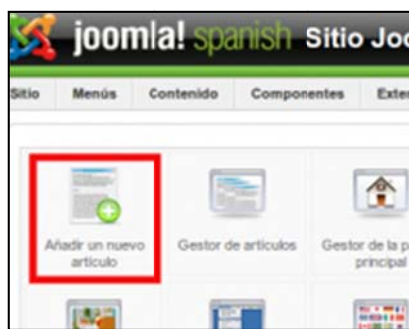 joomla! spanish Sitio Joo
Sitio Menús Contenido Componentes Exten
Añadir un nuevo
artículo
Gestor de artículos
Gestor de la p
principal